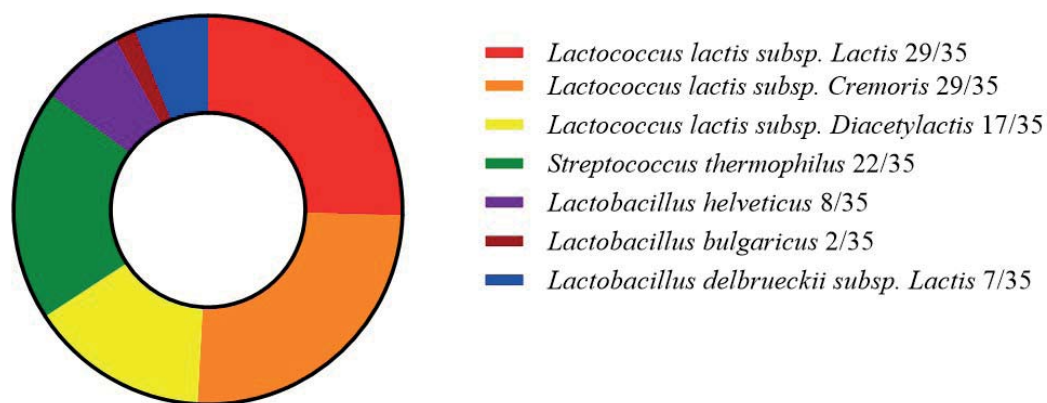 Lactococcus lactis subsp. Lactis 29/35
Lactococcus lactis subsp. Cremoris 29/35
Lactococcus lactis subsp. Diacetylactis 17/35
Streptococcus thermophilus 22/35
Lactobacillus helveticus 8/35
Lactobacillus bulgaricus 2/35
Lactobacillus delbrueckii subsp. Lactis 7/35